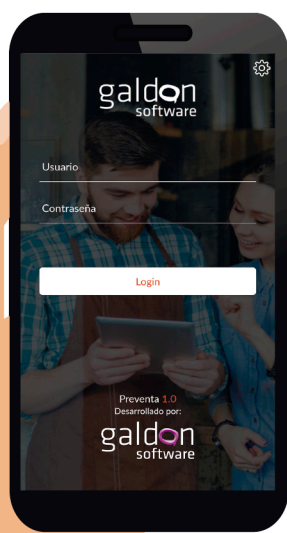 galdon
software
Usuario
Contraseña
Login
Preventa 1.0
Desarrollado por:
galdon
software